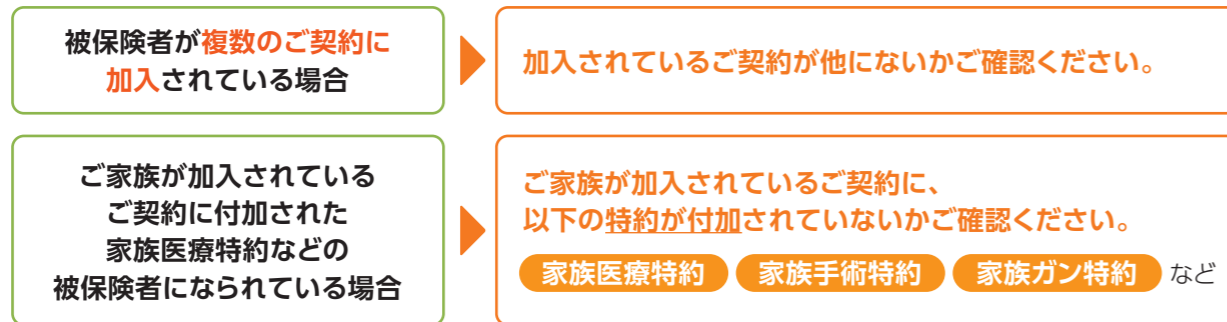 被保険者が複数のご契約に
加入されている場合
加入されているご契約が他にないかご確認ください。
ご家族が加入されている
ご契約に付加された
家族医療特約などの
被保険者になられている場合
ご家族が加入されているご契約に、
以下の特約が付加されていないかご確認ください。
家族医療特約 家族手術特約 家族ガン特約 など